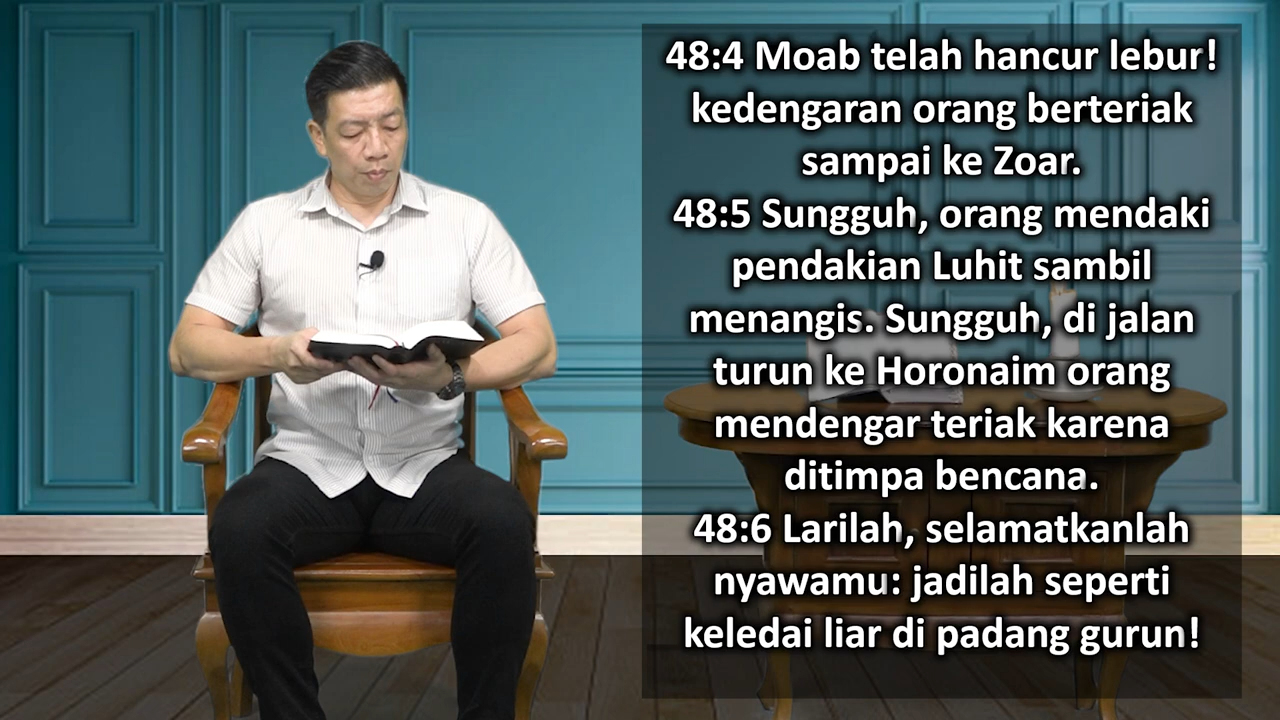 48:4 Moab telah hancur lebur!
kedengaran orang berteriak
sampai ke Zoar.
48:5 Sungguh, orang mendaki
pendakian Luhit sambil
menangis. Sungguh, di jalan
turun ke Horonaim orang
mendengar teriak karena
ditimpa bencana.
48:6 Larilah, selamatkanlah
nyawamu: jadilah seperti
keledai liar di padang gurun!